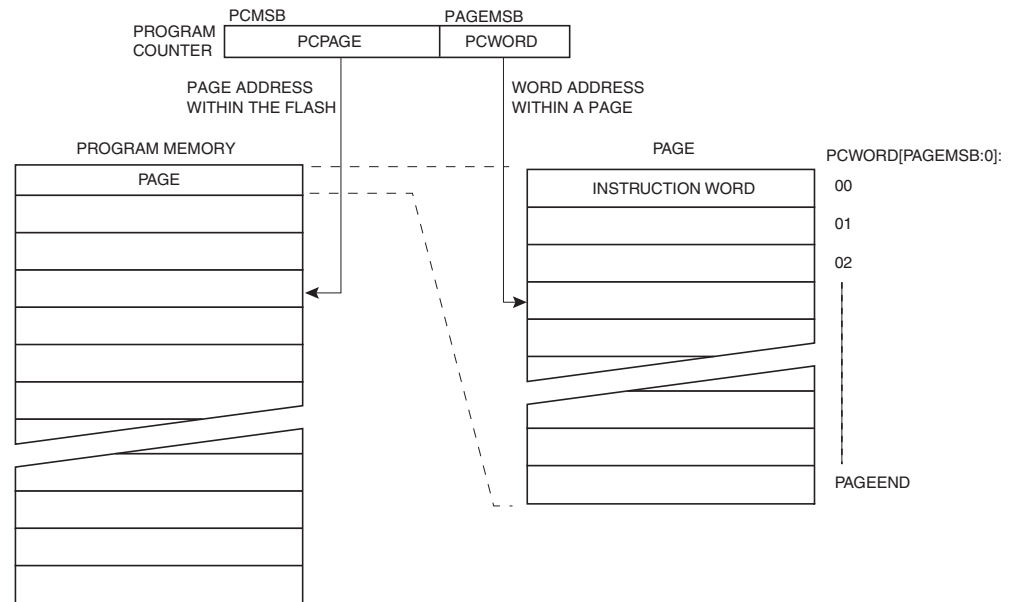 PCMSB
PAGEMSB
PROGRAM
COUNTER
PCPAGE
PCWORD
PAGE ADDRESS
WITHIN THE FLASH
WORD ADDRESS
WITHIN A PAGE
PROGRAM MEMORY
PAGE
PAGE
PCWORD[PAGEMSB:0]:
INSTRUCTION WORD
00
01
02
PAGEEND